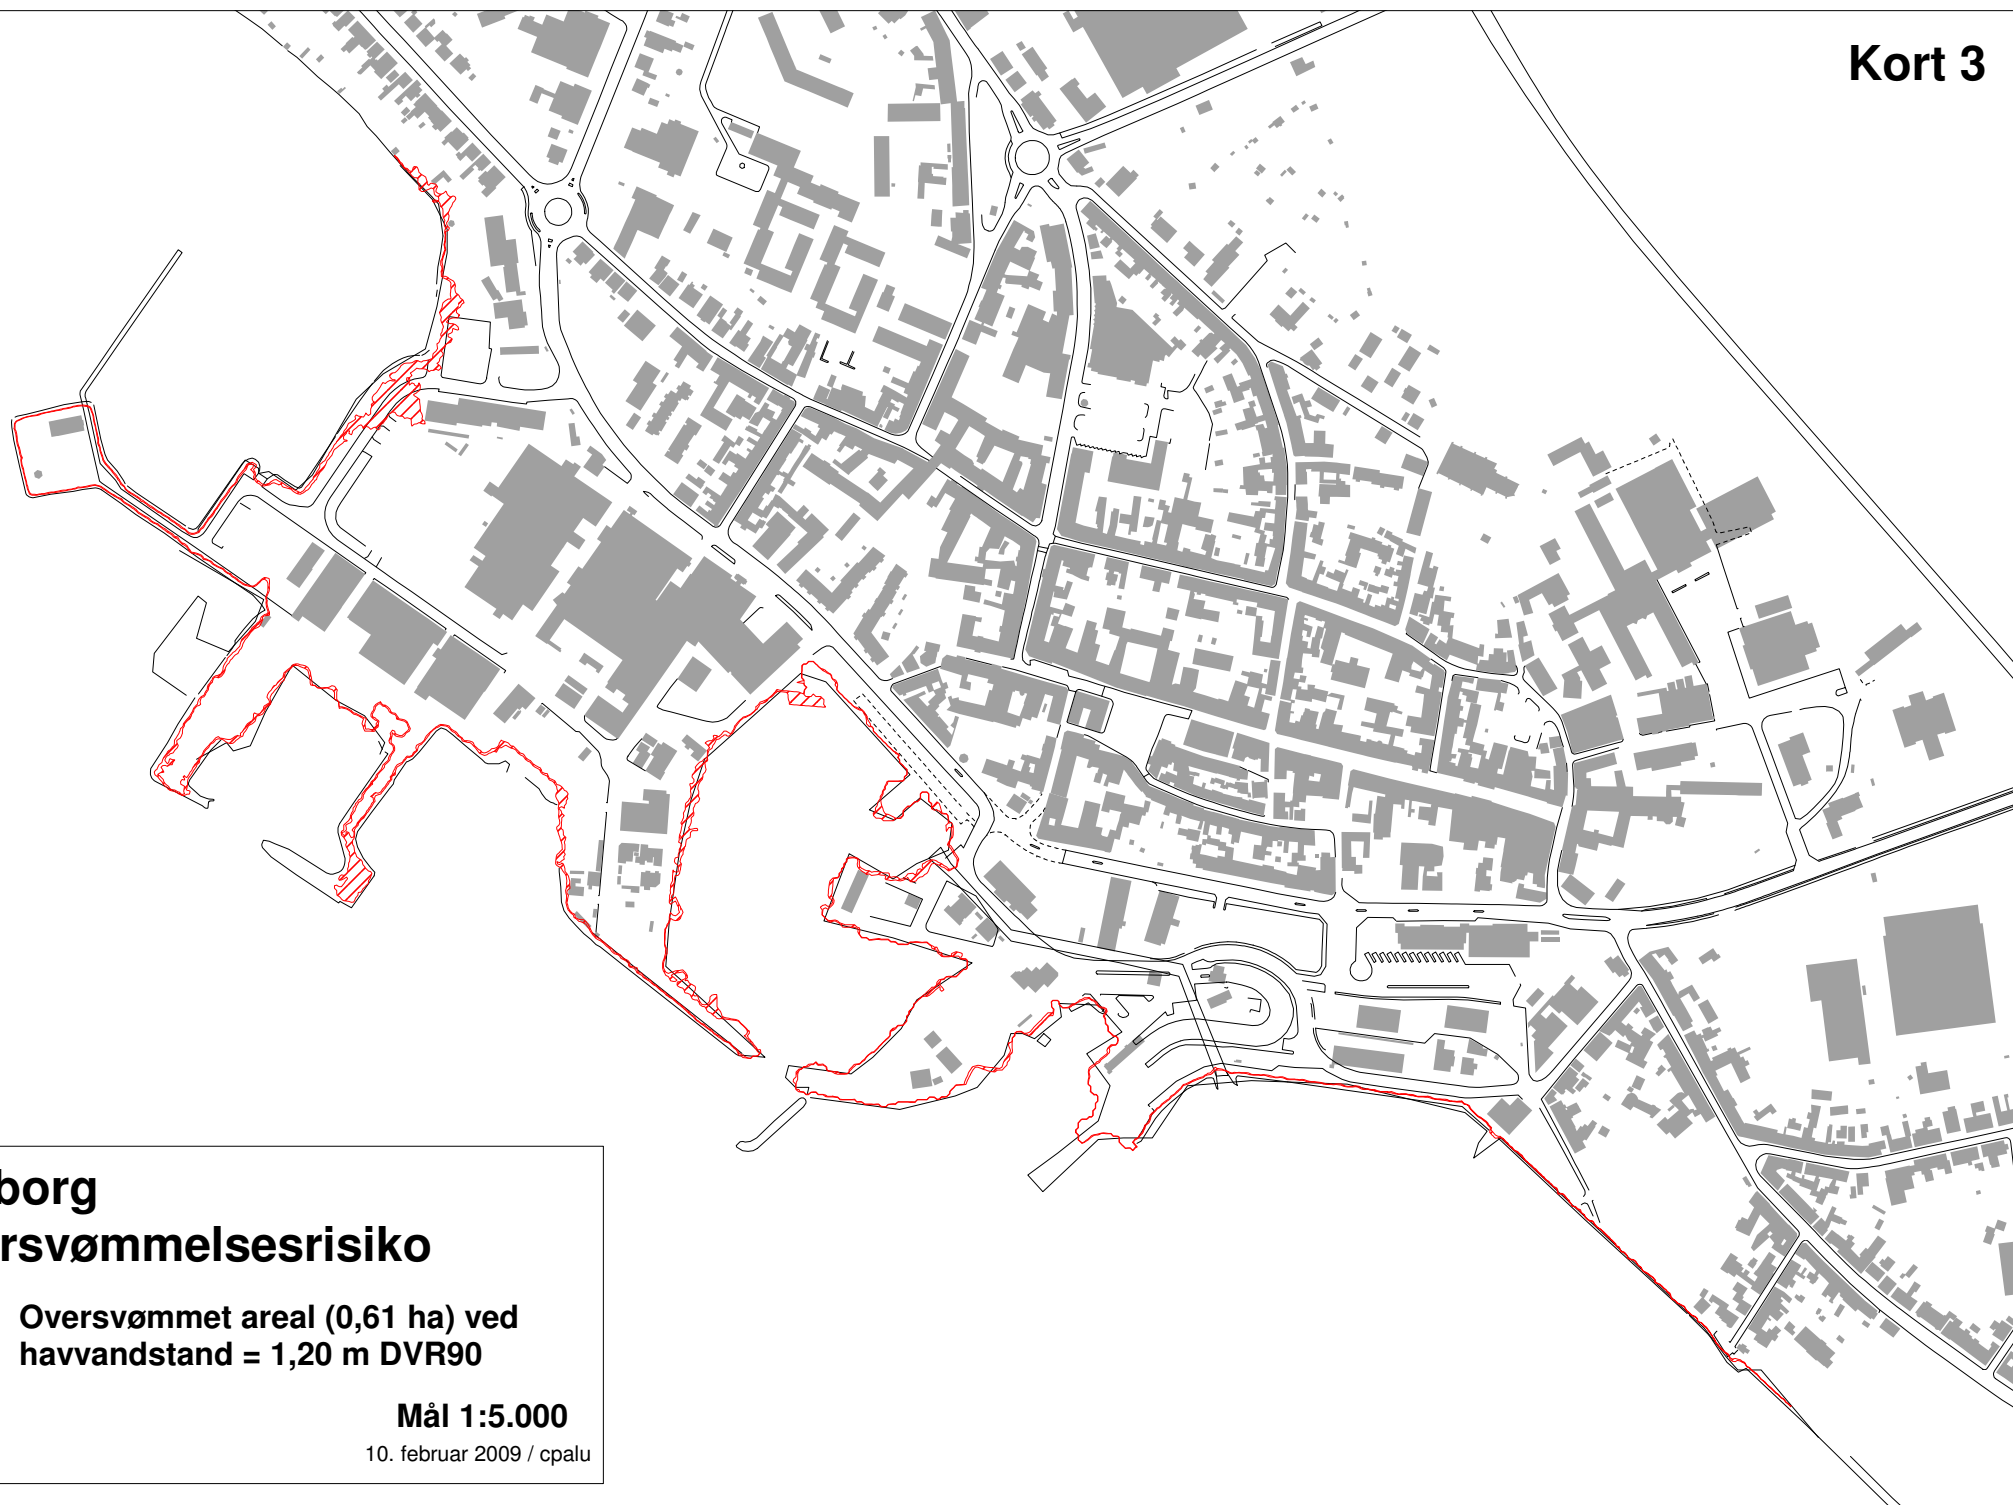 Kort 3
borg
rsvømmelsesrisiko
Oversvømmet areal (0,61 ha) ved
havvandstand = 1,20 m DVR90
Mål 1:5.000
10. februar 2009 / cpalu